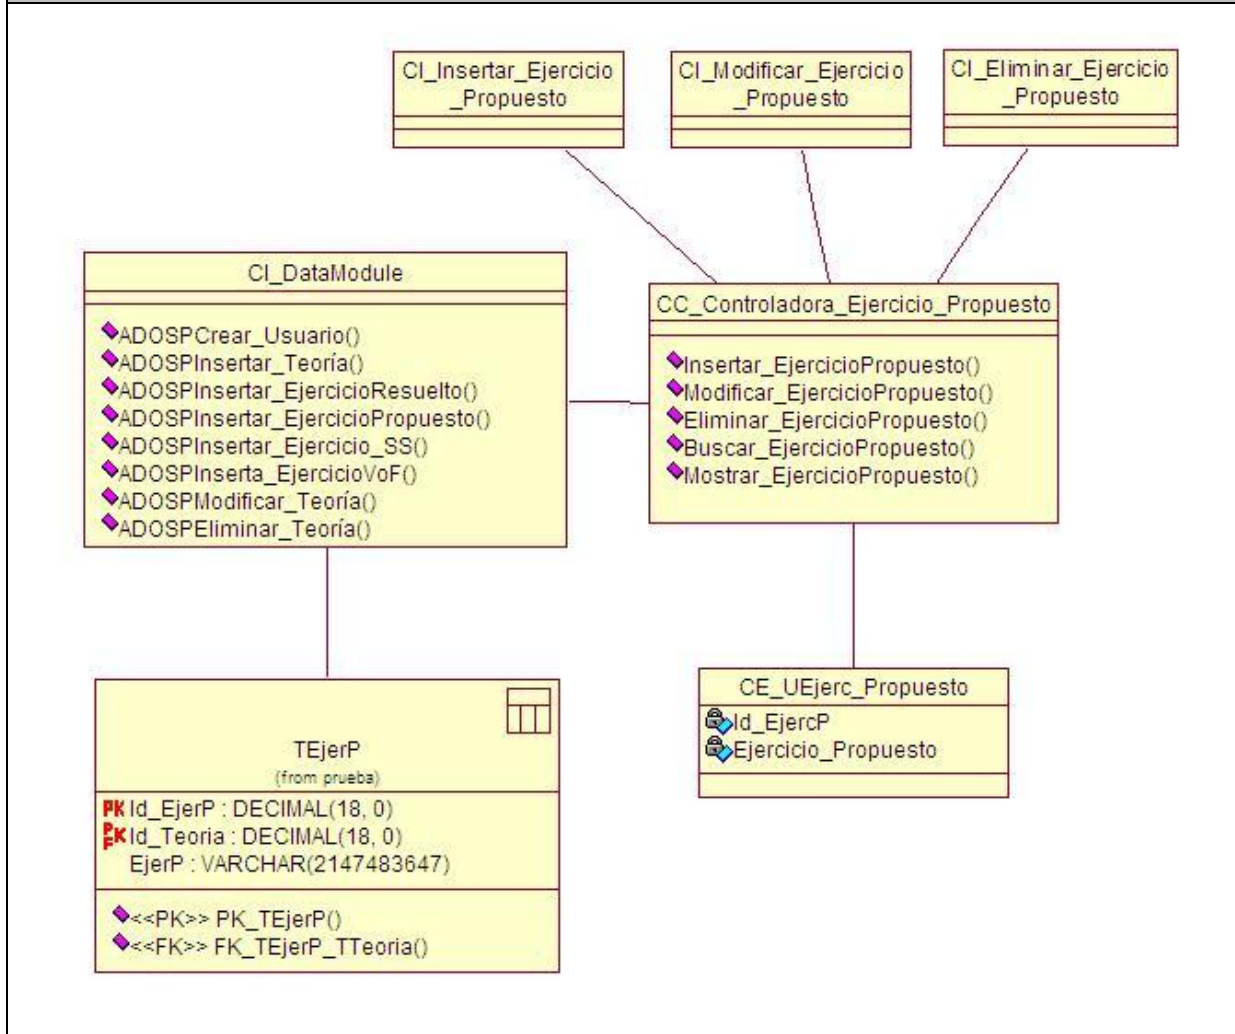 CI_Insertar_Ejercicio
_Propuesto
CI_Modificar_Ejercicio
_Propuesto
CI_Eliminar_Ejercicio
_Propuesto
CI_DataModule
ADOSPCrear_Usuario()
ADOSPInsertar_Teoría()
ADOSPInsertar_EjercicioResuelto()
ADOSPInsertar_EjercicioPropuesto()
ADOSPInsertar_Ejercicio_SS()
ADOSPInserta_EjercicioVoF()
ADOSPModificar_Teoría()
ADOSPEliminar_Teoría()
CC_Controladora_Ejercicio_Propuesto
Insertar_EjercicioPropuesto()
Modificar_EjercicioPropuesto()
Eliminar_EjercicioPropuesto()
Buscar_EjercicioPropuesto()
Mostrar_EjercicioPropuesto()
TEjerP
(from prueba)
PK Id_EjerP : DECIMAL(18, 0)
PFK Id_Teoria : DECIMAL(18, 0)
EjerP : VARCHAR(2147483647)
<<PK>> PK_TEjerP()
<<FK>> FK_TEjerP_TTeoria()
CE_UEjerc_Propuesto
Id_EjercP
Ejercicio_Propuesto